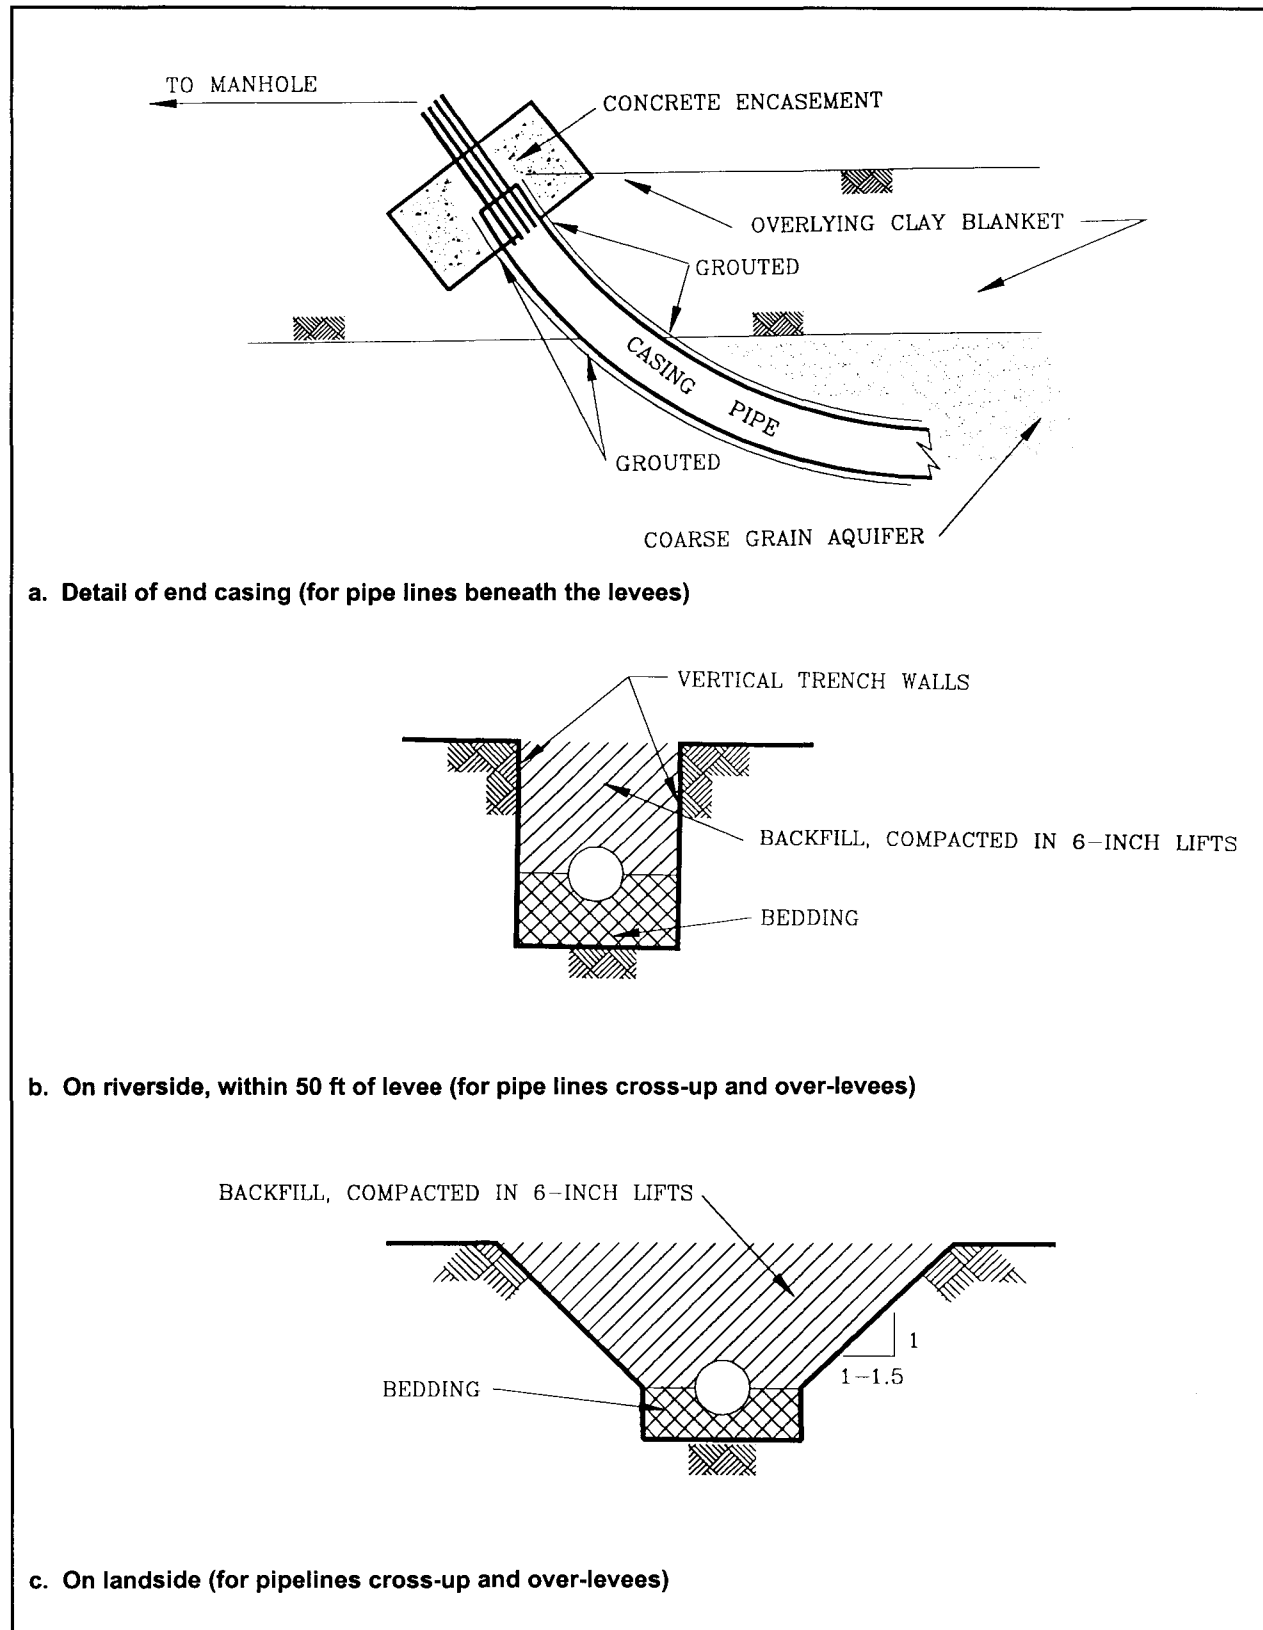 TO MANHOLE
CONCRETE ENCASEMENT
OVERLYING CLAY BLANKET
GROUTED
CASING PIPE
GROUTED
COARSE GRAIN AQUIFER
a. Detail of end casing (for pipe lines beneath the levees)
VERTICAL TRENCH WALLS
BACKFILL, COMPACTED IN 6-INCH LIFTS
BEDDING
b. On riverside, within 50 ft of levee (for pipe lines cross-up and over-levees)
BACKFILL, COMPACTED IN 6-INCH LIFTS
1
1-1.5
BEDDING
c. On landside (for pipelines cross-up and over-levees)